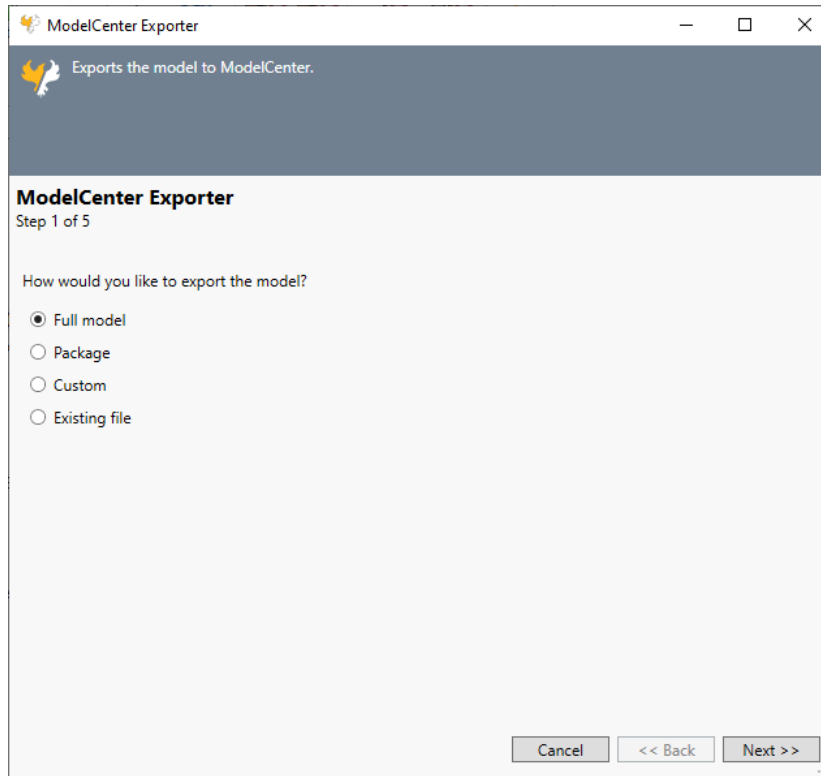 ModelCenter Exporter
Exports the model to ModelCenter.
ModelCenter Exporter
Step 1 of 5
How would you like to export the model?
Full model
Package
Custom
Existing file
Cancel
<< Back
Next >>